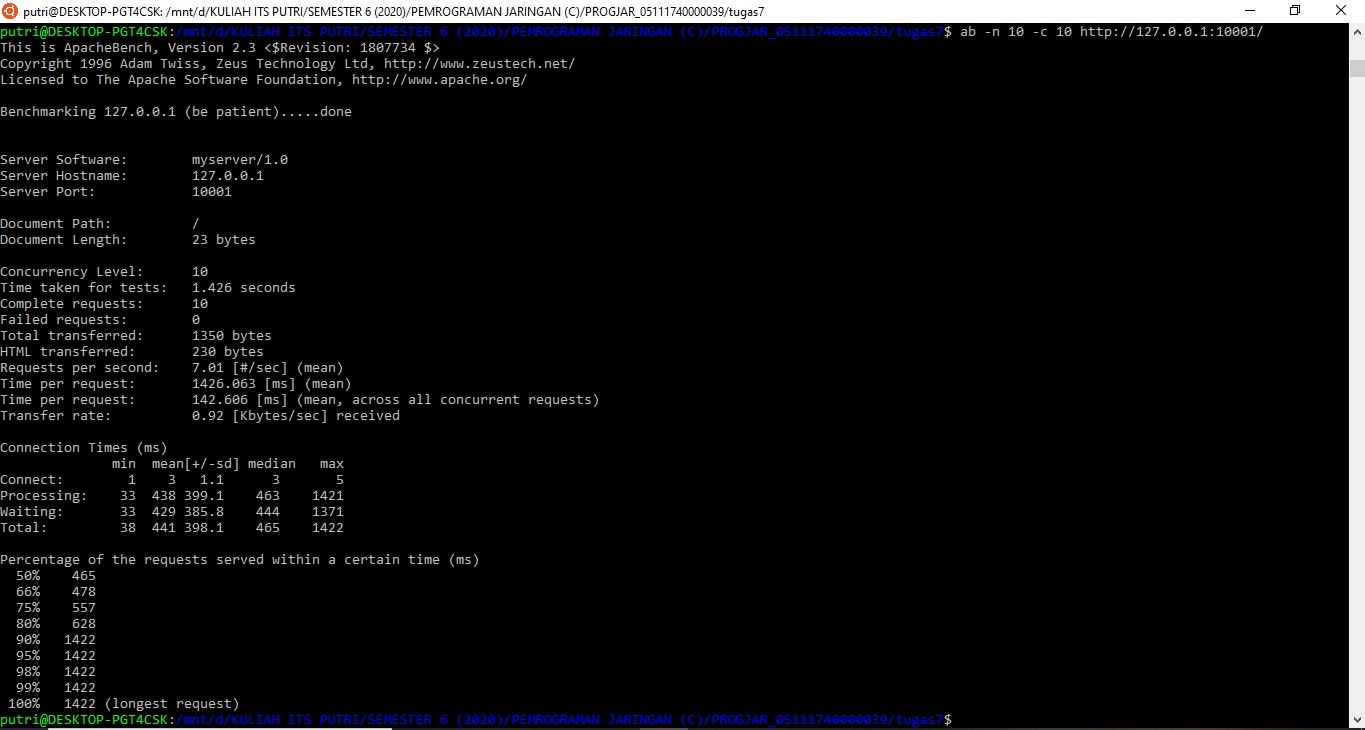 putri@DESKTOP-PGT4CSK: /mnt/d/KULIAH ITS PUTRI/SEMESTER 6 (2020)/PEMROGRAMAN JARINGAN (C)/PROGJAR_05111740000039/tugas7
putri@DESKTOP-PGT4CSK:/mnt/d/KULIAH ITS PUTRI/SEMESTER 6 (2020)/PEMROGRAMAN JARINGAN (C)/PROGJAR_05111740000039/tugas7$ ab -n 10 -c 10 http://127.0.0.1:10001/
This is ApacheBench, Version 2.3 <$Revision: 1807734 $>
Copyright 1996 Adam Twiss, Zeus Technology Ltd, http://www.zeustech.net/
Licensed to The Apache Software Foundation, http://www.apache.org/

Benchmarking 127.0.0.1 (be patient).....done


Server Software:        myserver/1.0
Server Hostname:        127.0.0.1
Server Port:            10001

Document Path:          /
Document Length:        23 bytes

Concurrency Level:      10
Time taken for tests:   1.426 seconds
Complete requests:      10
Failed requests:        0
Total transferred:      1350 bytes
HTML transferred:       230 bytes
Requests per second:    7.01 [#/sec] (mean)
Time per request:       1426.063 [ms] (mean)
Time per request:       142.606 [ms] (mean, across all concurrent requests)
Transfer rate:          0.92 [Kbytes/sec] received

Connection Times (ms)
              min  mean[+/-sd] median   max
Connect:        1    3   1.1      3       5
Processing:    33  438 399.1    463    1421
Waiting:       33  429 385.8    444    1371
Total:         38  441 398.1    465    1422

Percentage of the requests served within a certain time (ms)
  50%    465
  66%    478
  75%    557
  80%    628
  90%   1422
  95%   1422
  98%   1422
  99%   1422
 100%   1422 (longest request)
putri@DESKTOP-PGT4CSK:/mnt/d/KULIAH ITS PUTRI/SEMESTER 6 (2020)/PEMROGRAMAN JARINGAN (C)/PROGJAR_05111740000039/tugas7$